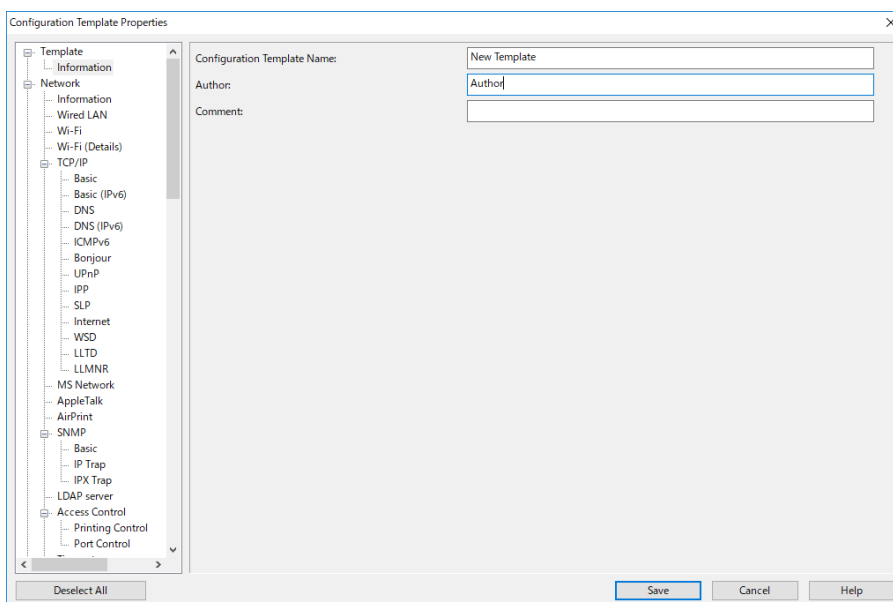 Configuration Template Properties
Template
Information
Network
Information
Wired LAN
Wi-Fi
Wi-Fi (Details)
TCP/IP
Basic
Basic (IPv6)
DNS
DNS (IPv6)
ICMPv6
Bonjour
UPnP
IPP
SLP
Internet
WSD
LLTD
LLMNR
MS Network
AppleTalk
AirPrint
SNMP
Basic
IP Trap
IPX Trap
LDAP server
Access Control
Printing Control
Port Control
Configuration Template Name: New Template
Author: Author
Comment:
Deselect All Save Cancel Help